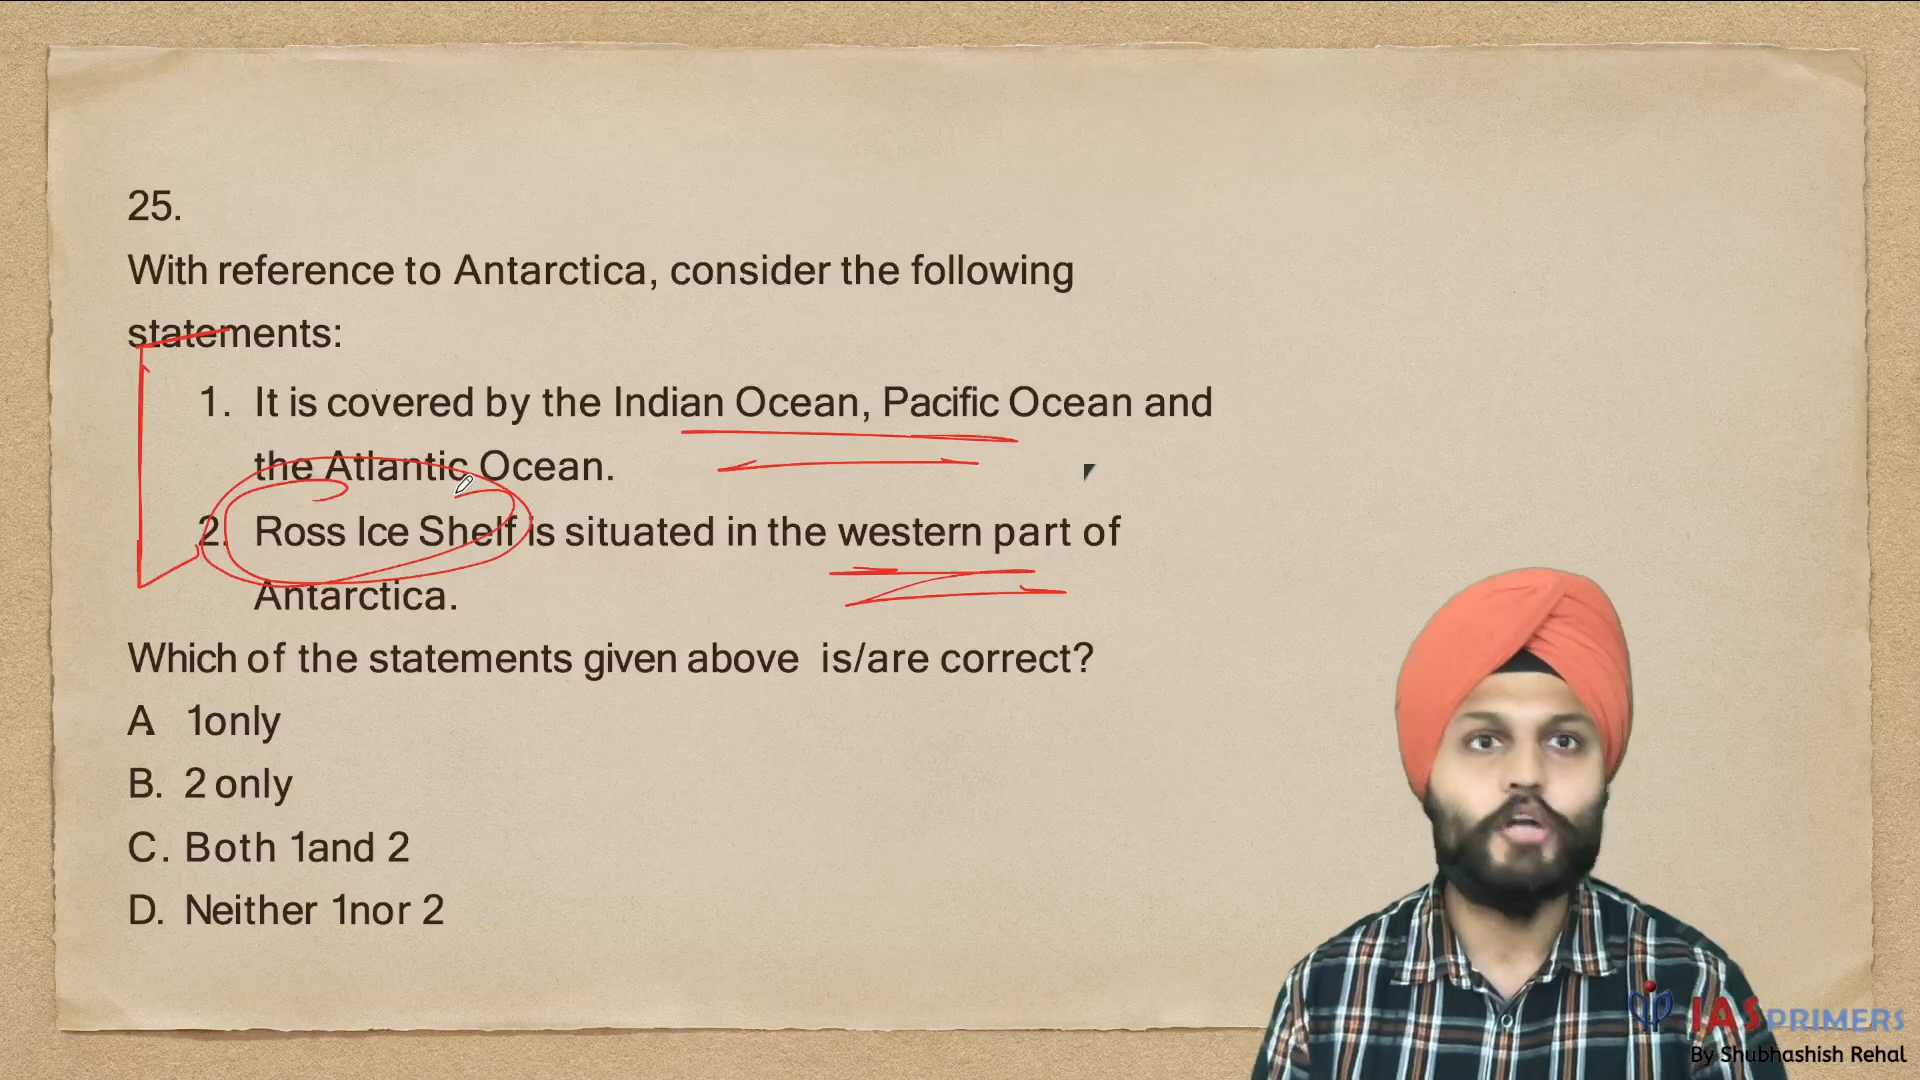 25.
With reference to Antarctica, consider the following
statements:
1. It is covered by the Indian Ocean, Pacific Ocean and
the Atlantic Ocean.
2. Ross Ice Shelf is situated in the western part of
Antarctica.
Which of the statements given above is/are correct?
A 1only
B. 2 only
C. Both 1and 2
D. Neither 1nor 2
IAS PRIMERS
By Shubhashish Rehal